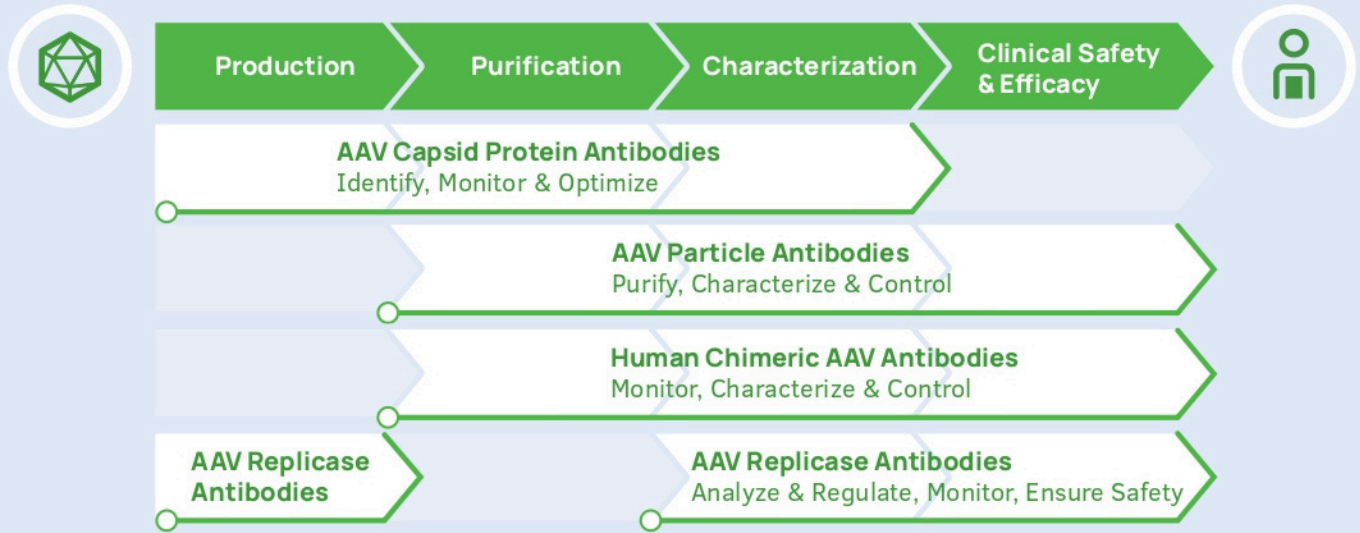 Production
Purification
Characterization
Clinical Safety
& Efficacy
AAV Capsid Protein Antibodies
Identify, Monitor & Optimize
AAV Particle Antibodies
Purify, Characterize & Control
Human Chimeric AAV Antibodies
Monitor, Characterize & Control
AAV Replicase
Antibodies
AAV Replicase Antibodies
Analyze & Regulate, Monitor, Ensure Safety